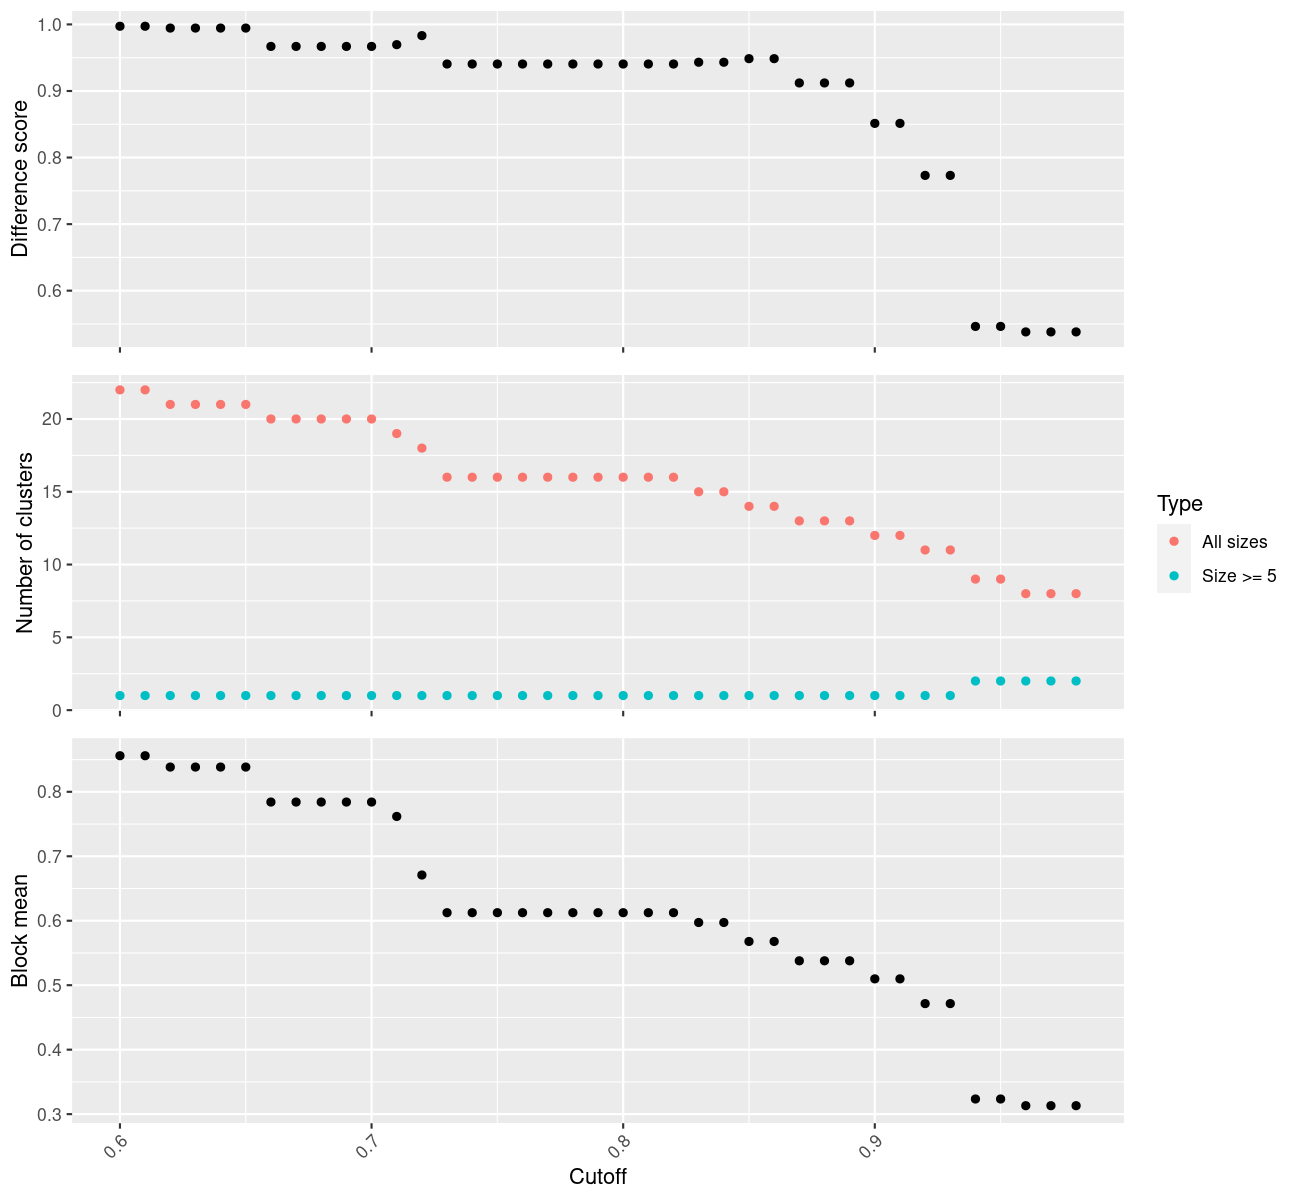 Difference score
1.0
0.9
0.8
0.7
0.6
Number of clusters
20
15
10
5
0
Type
All sizes
Size >= 5
Block mean
0.8
0.7
0.6
0.5
0.4
0.3
0.6 0.7 0.8 0.9
Cutoff